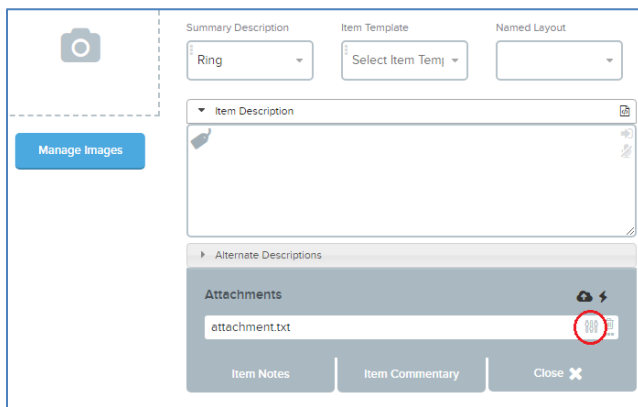 Summary Description Item Template Named Layout
Ring Select Item Temp
Item Description
Manage Images
Alternate Descriptions
Attachments
attachment.txt
Item Notes Item Commentary Close